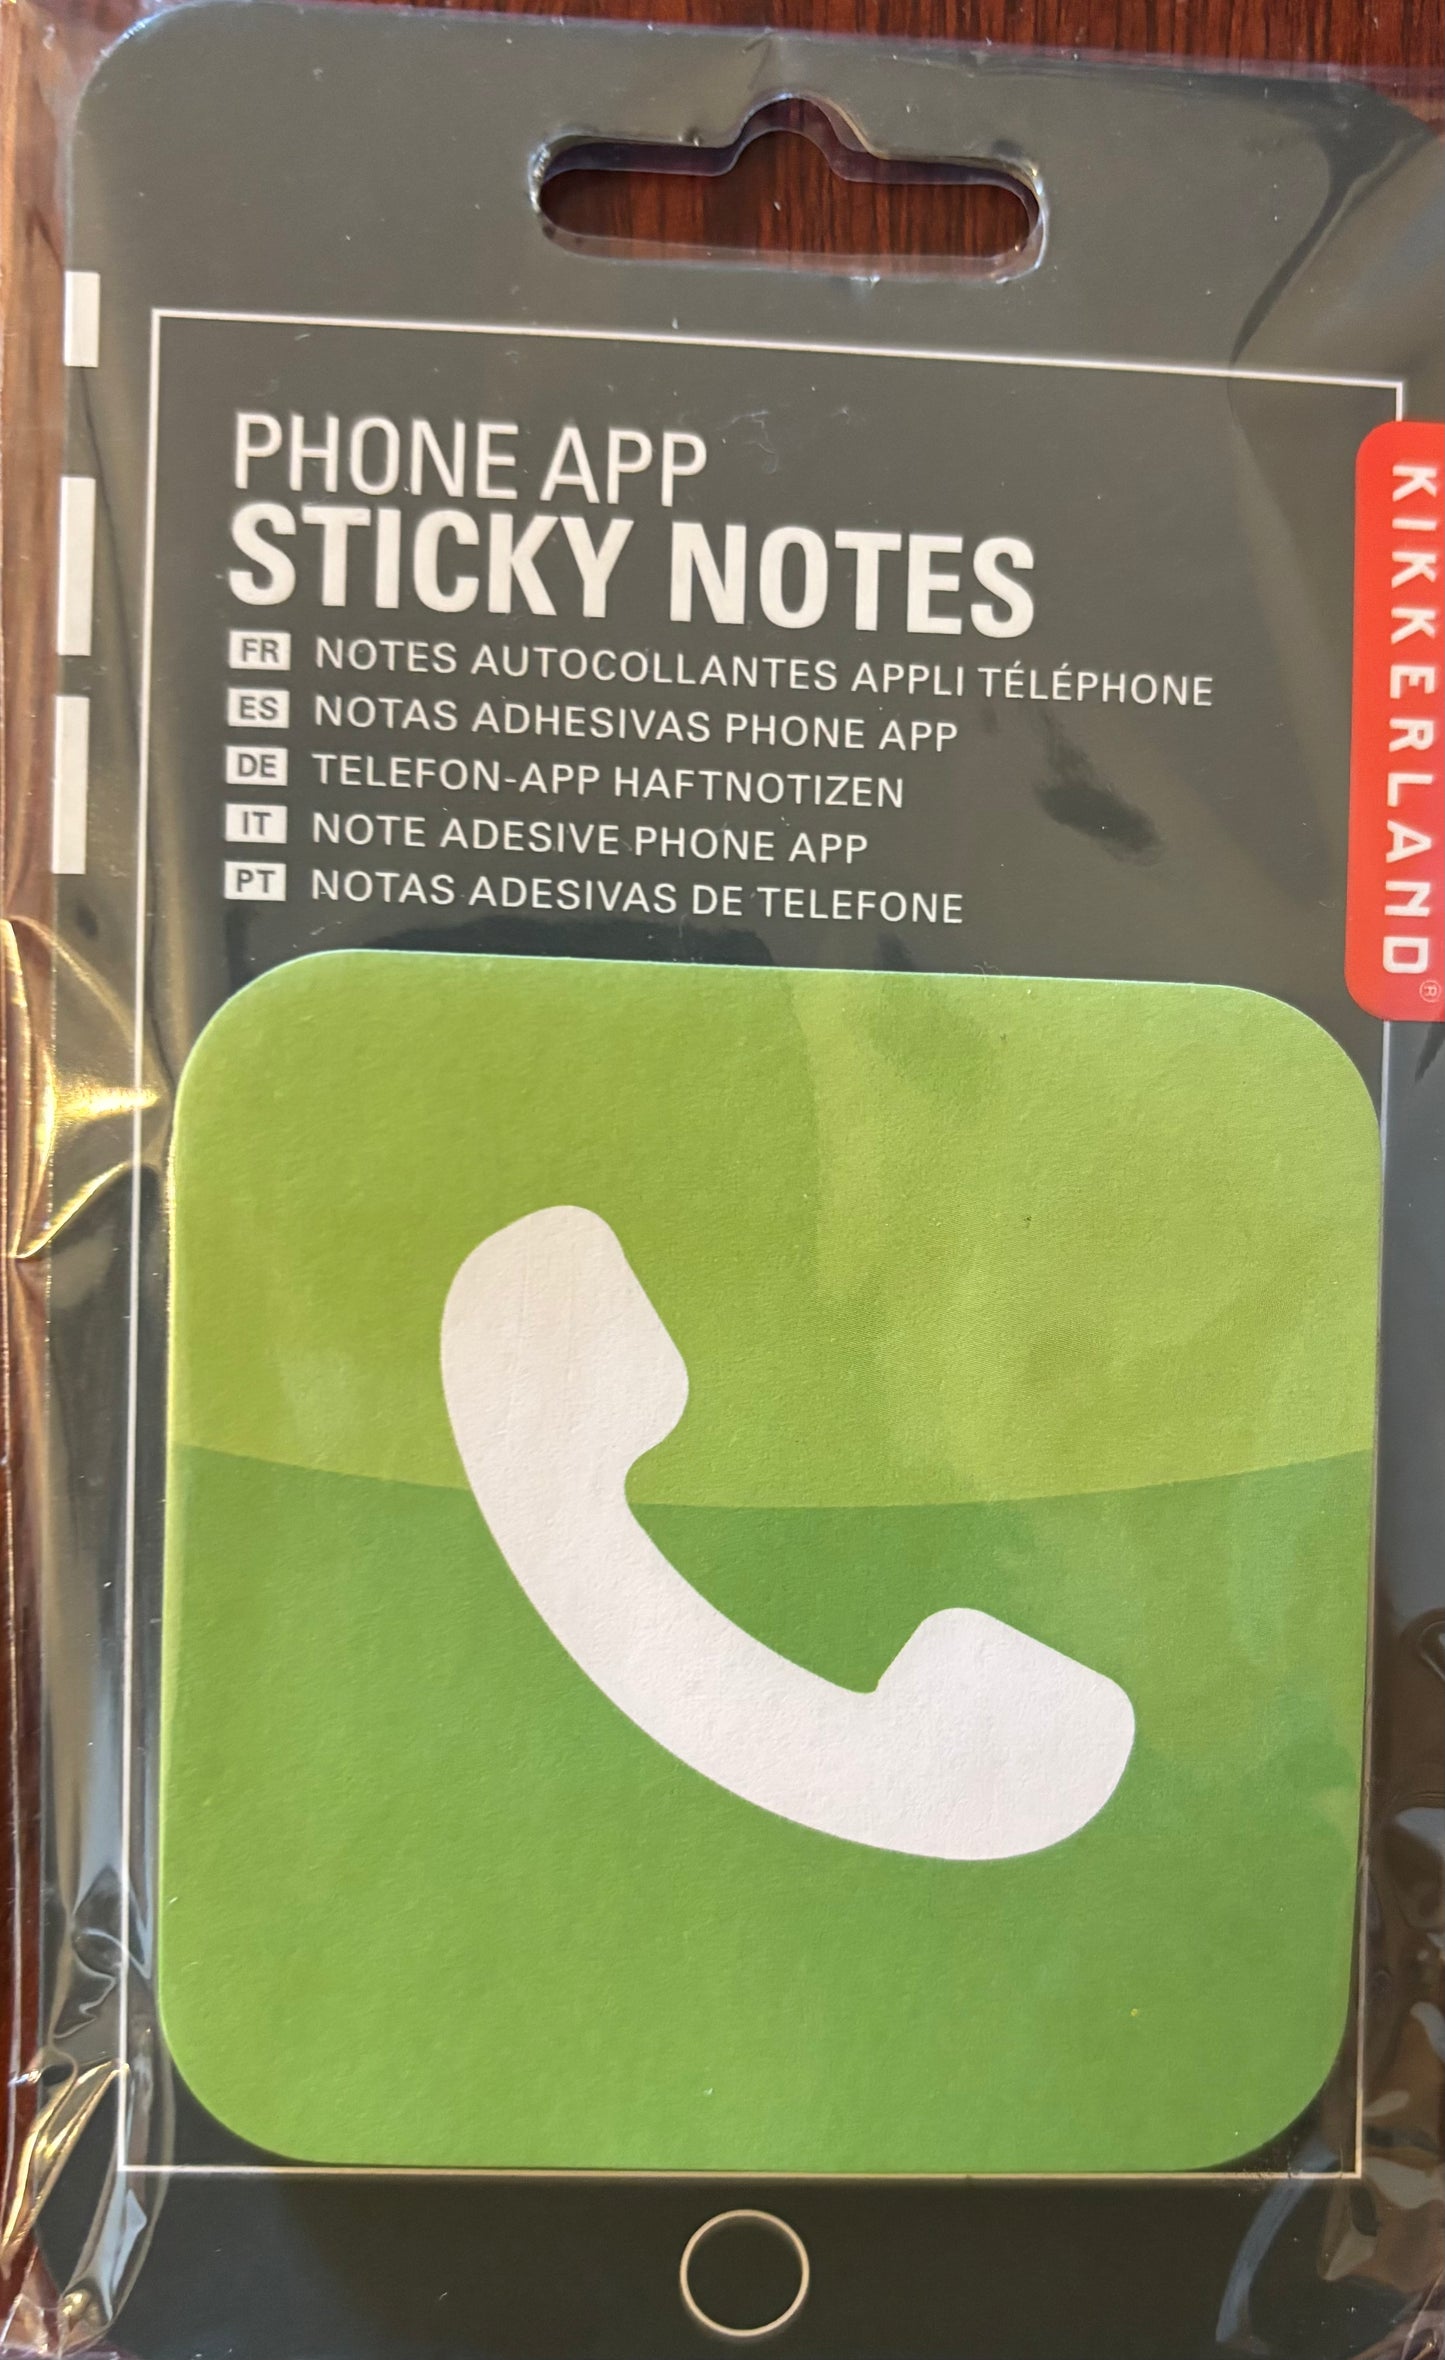 PHONE APP
STICKY NOTES
FR NOTES AUTOCOLLANTES APPLI TÉLÉPHONE
ES NOTAS ADHESIVAS PHONE APP
DE TELEFON-APP HAFTNOTIZEN
IT NOTE ADESIVE PHONE APP
PT NOTAS ADESIVAS DE TELEFONE
KIKKERLAND®